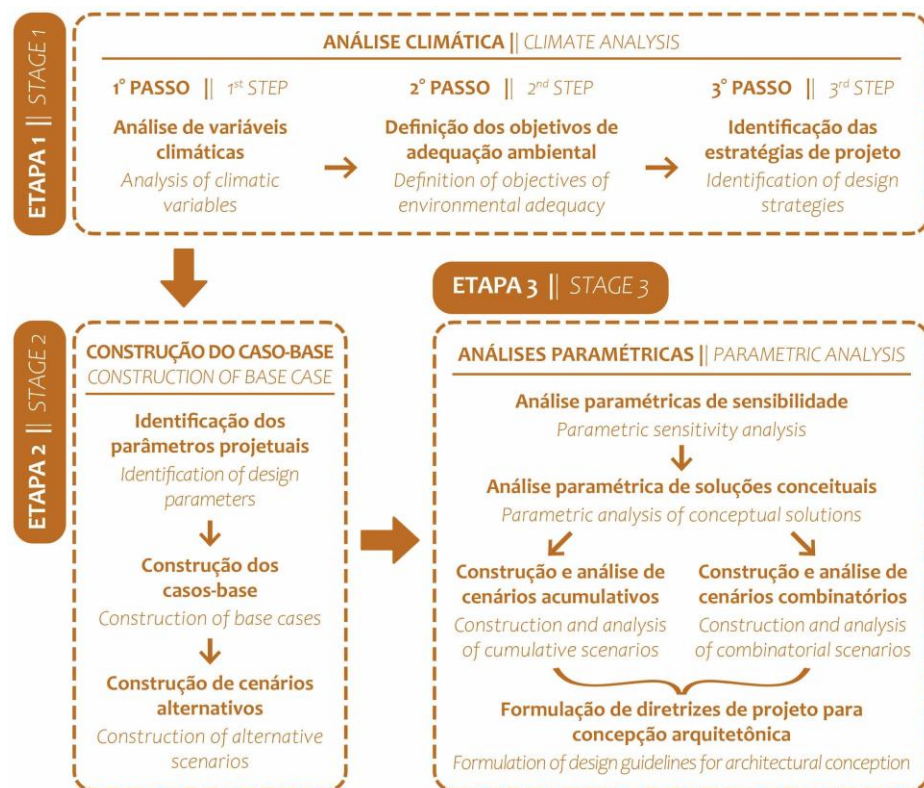 ETAPA 1 || STAGE 1
ANÁLISE CLIMÁTICA || CLIMATE ANALYSIS
1° PASSO || 1st STEP
Análise de variáveis
climáticas
Analysis of climatic
variables
2° PASSO || 2nd STEP
Definição dos objetivos de
adequação ambiental
Definition of objectives of
environmental adequacy
3° PASSO || 3rd STEP
Identificação das
estratégias de projeto
Identification of design
strategies
ETAPA 2 || STAGE 2
CONSTRUÇÃO DO CASO-BASE
CONSTRUCTION OF BASE CASE
Identificação dos
parâmetros projetuais
Identification of design
parameters
Construção dos
casos-base
Construction of base cases
Construção de cenários
alternativos
Construction of alternative
scenarios
ETAPA 3 || STAGE 3
ANÁLISES PARAMÉTRICAS || PARAMETRIC ANALYSIS
Análise paramétricas de sensibilidade
Parametric sensitivity analysis
Análise paramétrica de soluções conceituais
Parametric analysis of conceptual solutions
Construção e análise de
cenários acumulativos
Construction and analysis
of cumulative scenarios
Construção e análise de
cenários combinatórios
Construction and analysis
of combinatorial scenarios
Formulação de diretrizes de projeto para
concepção arquitetônica
Formulation of design guidelines for architectural conception